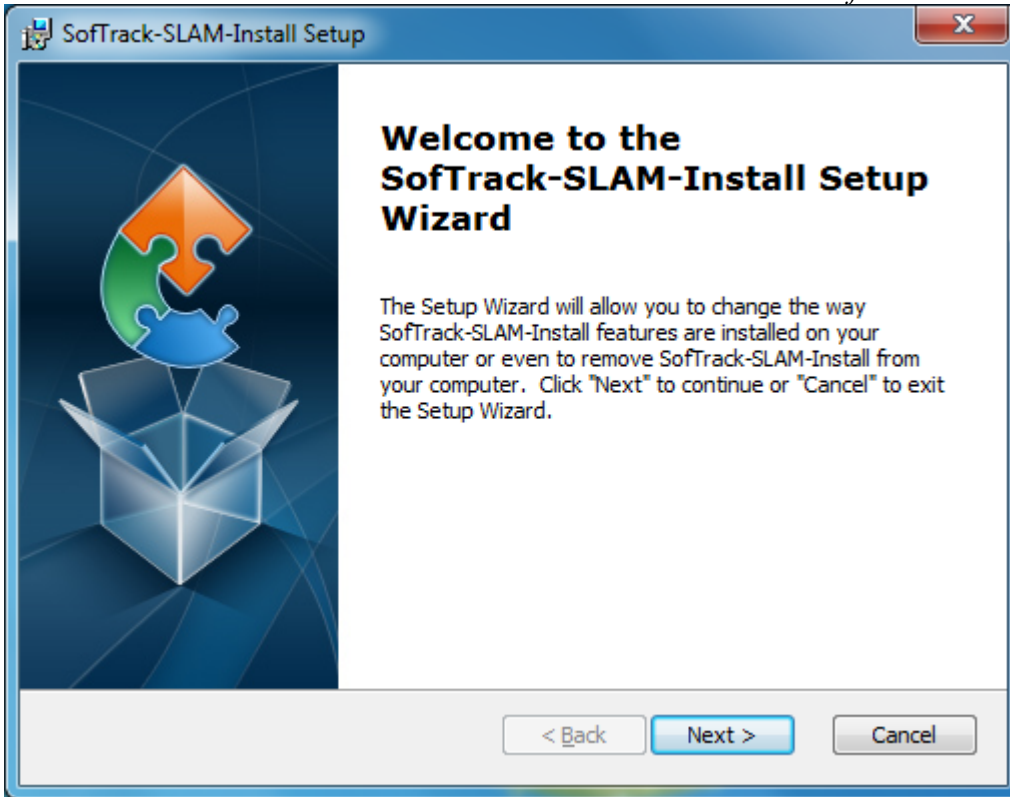 SofTrack-SLAM-Install Setup
Welcome to the
SofTrack-SLAM-Install Setup
Wizard
The Setup Wizard will allow you to change the way
SofTrack-SLAM-Install features are installed on your
computer or even to remove SofTrack-SLAM-Install from
your computer.  Click "Next" to continue or "Cancel" to exit
the Setup Wizard.
< Back
Next >
Cancel